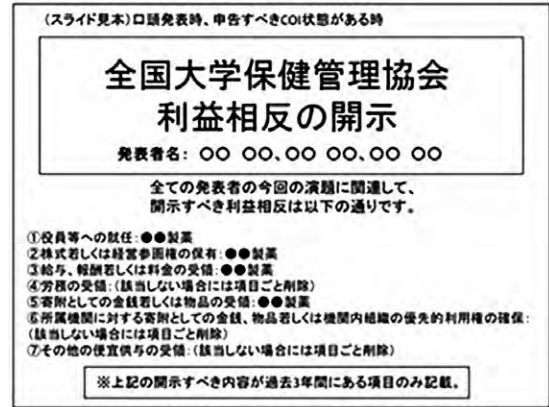 (スライド見本)口頭発表時、申告すべきCOI状態がある時
全国大学保健管理協会
利益相反の開示
発表者名: ○○ ○○、○○ ○○、○○ ○○
全ての発表者の今回の演題に関連して、
開示すべき利益相反は以下の通りです。
①役員等への就任:●●製薬
②株式若しくは経営参画権の保有:●●製薬
③給与、報酬若しくは料金の受領:●●製薬
④労務の受領:(該当しない場合には項目ごと削除)
⑤寄附としての金銭若しくは物品の受領:●●製薬
⑥所属機関に対する寄附としての金銭、物品若しくは機関内組織の優先的利用権の確保:
(該当しない場合には項目ごと削除)
⑦その他の便宜供与の受領:(該当しない場合には項目ごと削除)
※上記の開示すべき内容が過去3年間にある項目のみ記載。